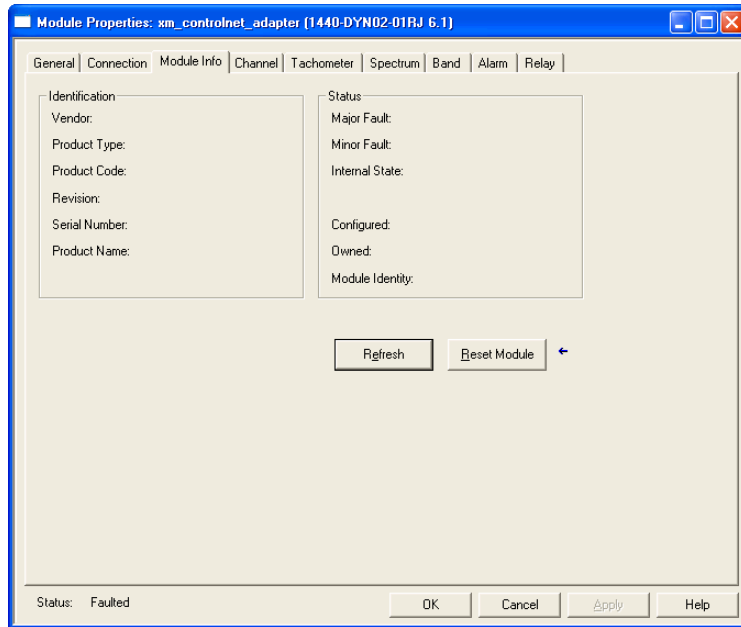 Module Properties: xm_controlnet_adapter (1440-DYN02-01RJ 6.1)
General Connection Module Info Channel Tachometer Spectrum Band Alarm Relay
Identification
Vendor:
Product Type:
Product Code:
Revision:
Serial Number:
Product Name:
Status
Major Fault:
Minor Fault:
Internal State:
Configured:
Owned:
Module Identity:
Refresh Reset Module
Status: Faulted OK Cancel Apply Help